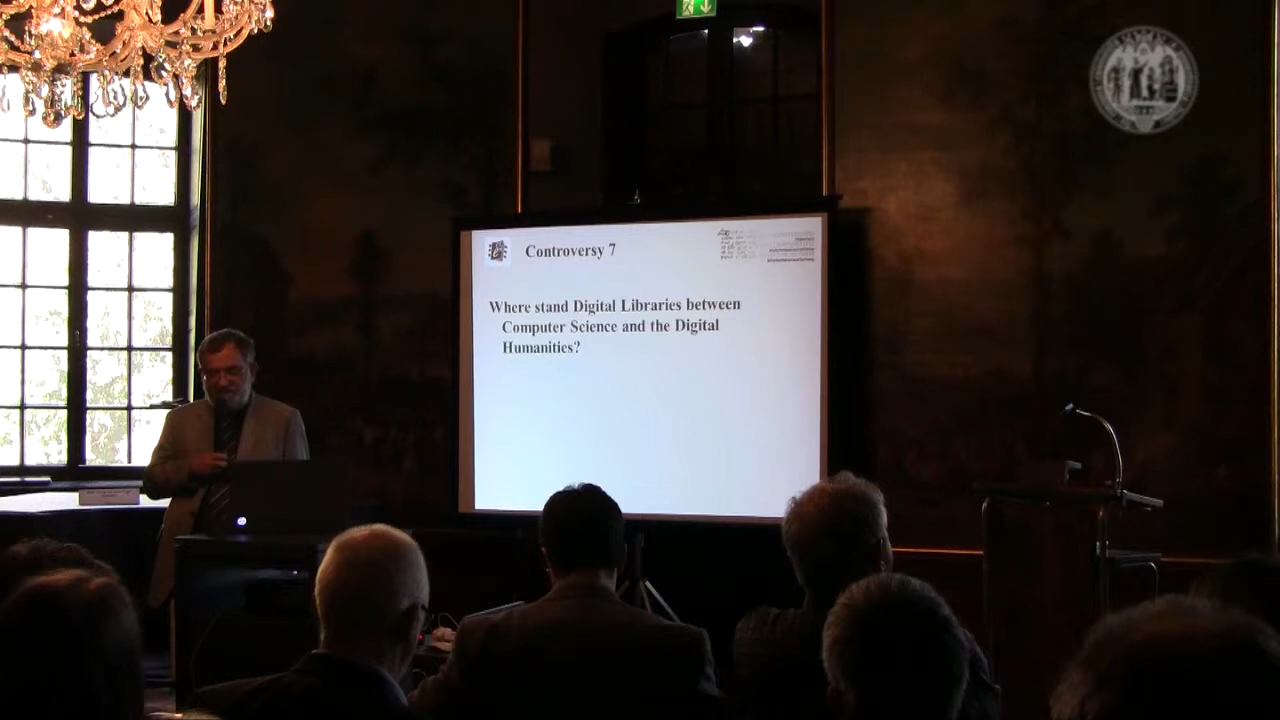 Controversy 7
Where stand Digital Libraries between
Computer Science and the Digital
Humanities?